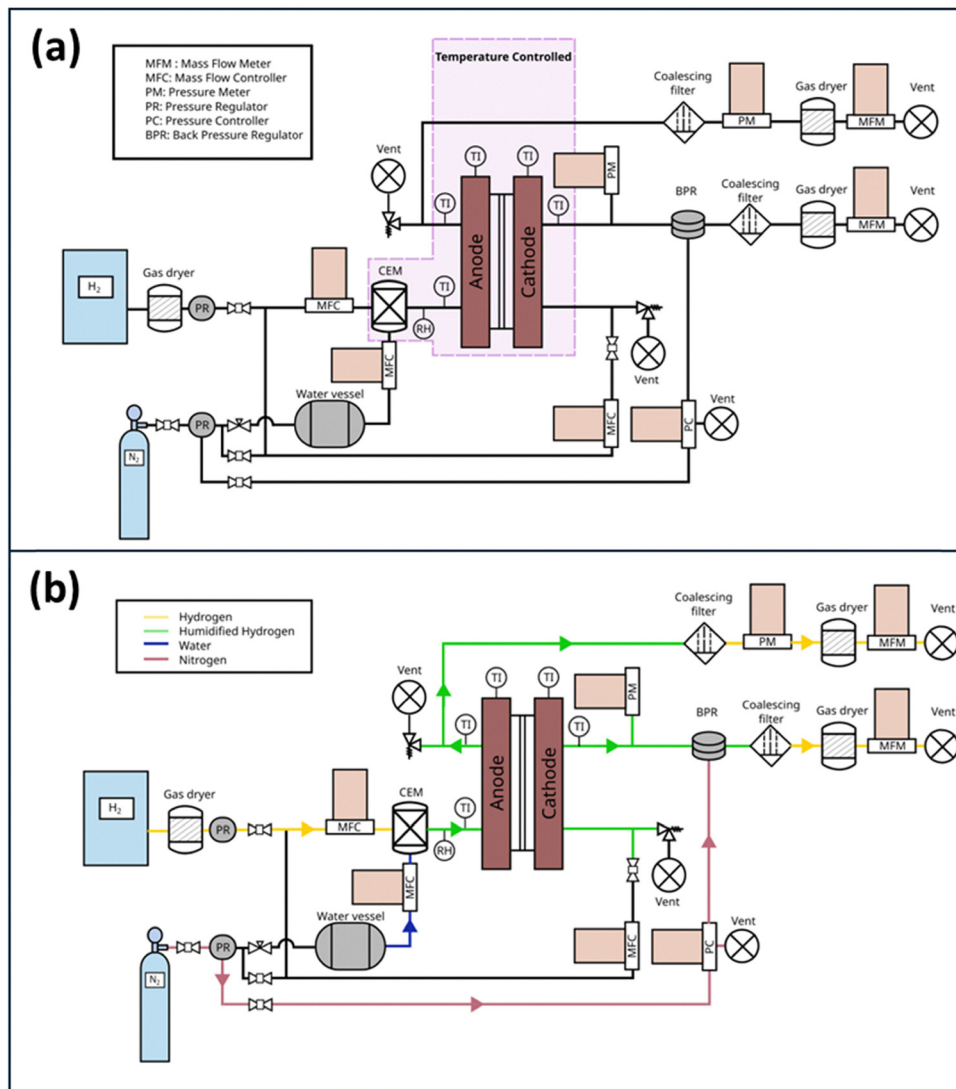 (a)
MFM : Mass Flow Meter
MFC: Mass Flow Controller
PM: Pressure Meter
PR: Pressure Regulator
PC: Pressure Controller
BPR: Back Pressure Regulator
Temperature Controlled
Coalescing
filter
Gas dryer
Vent
PM
MFM
Vent
TI
TI
PM
TI
TI
BPR
Coalescing
filter
Gas dryer
Vent
MFM
Anode
Cathode
H2
Gas dryer
PR
MFC
CEM
TI
RH
MFC
Vent
Water vessel
N2
PR
MFC
PC
Vent
(b)
Hydrogen
Humidified Hydrogen
Water
Nitrogen
Coalescing
filter
Gas dryer
Vent
PM
MFM
Vent
TI
TI
PM
TI
TI
BPR
Coalescing
filter
Gas dryer
Vent
MFM
Anode
Cathode
H2
Gas dryer
PR
MFC
CEM
TI
RH
MFC
Vent
Water vessel
N2
PR
MFC
PC
Vent